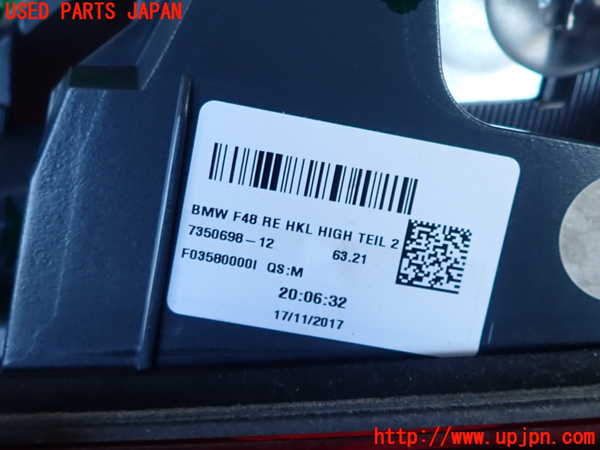 USED PARTS JAPAN
BMW F48 RE HKL HIGH TEIL 2
7350698-12 63.21
F03580000I QS:M
20:06:32
17/11/2017
http://www.upjpn.com/